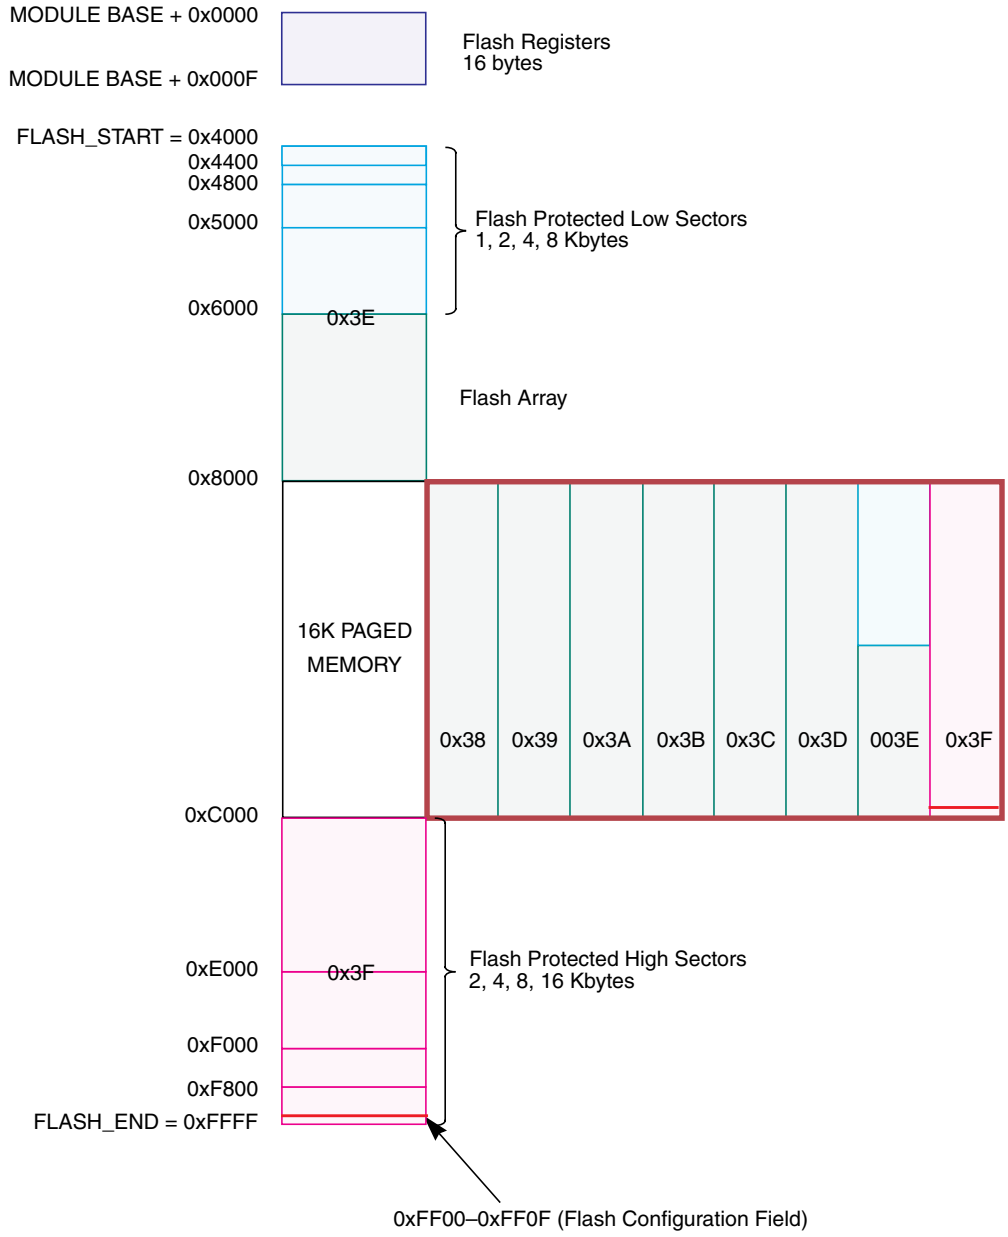 MODULE BASE + 0x0000
Flash Registers
16 bytes
MODULE BASE + 0x000F
FLASH_START = 0x4000
0x4400
0x4800
0x5000
Flash Protected Low Sectors
1, 2, 4, 8 Kbytes
0x6000
0x3E
Flash Array
0x8000
16K PAGED
MEMORY
0x38 0x39 0x3A 0x3B 0x3C 0x3D 003E 0x3F
0xC000
Flash Protected High Sectors
2, 4, 8, 16 Kbytes
0xE000
0x3F
0xF000
0xF800
FLASH_END = 0xFFFF
0xFF00–0xFF0F (Flash Configuration Field)